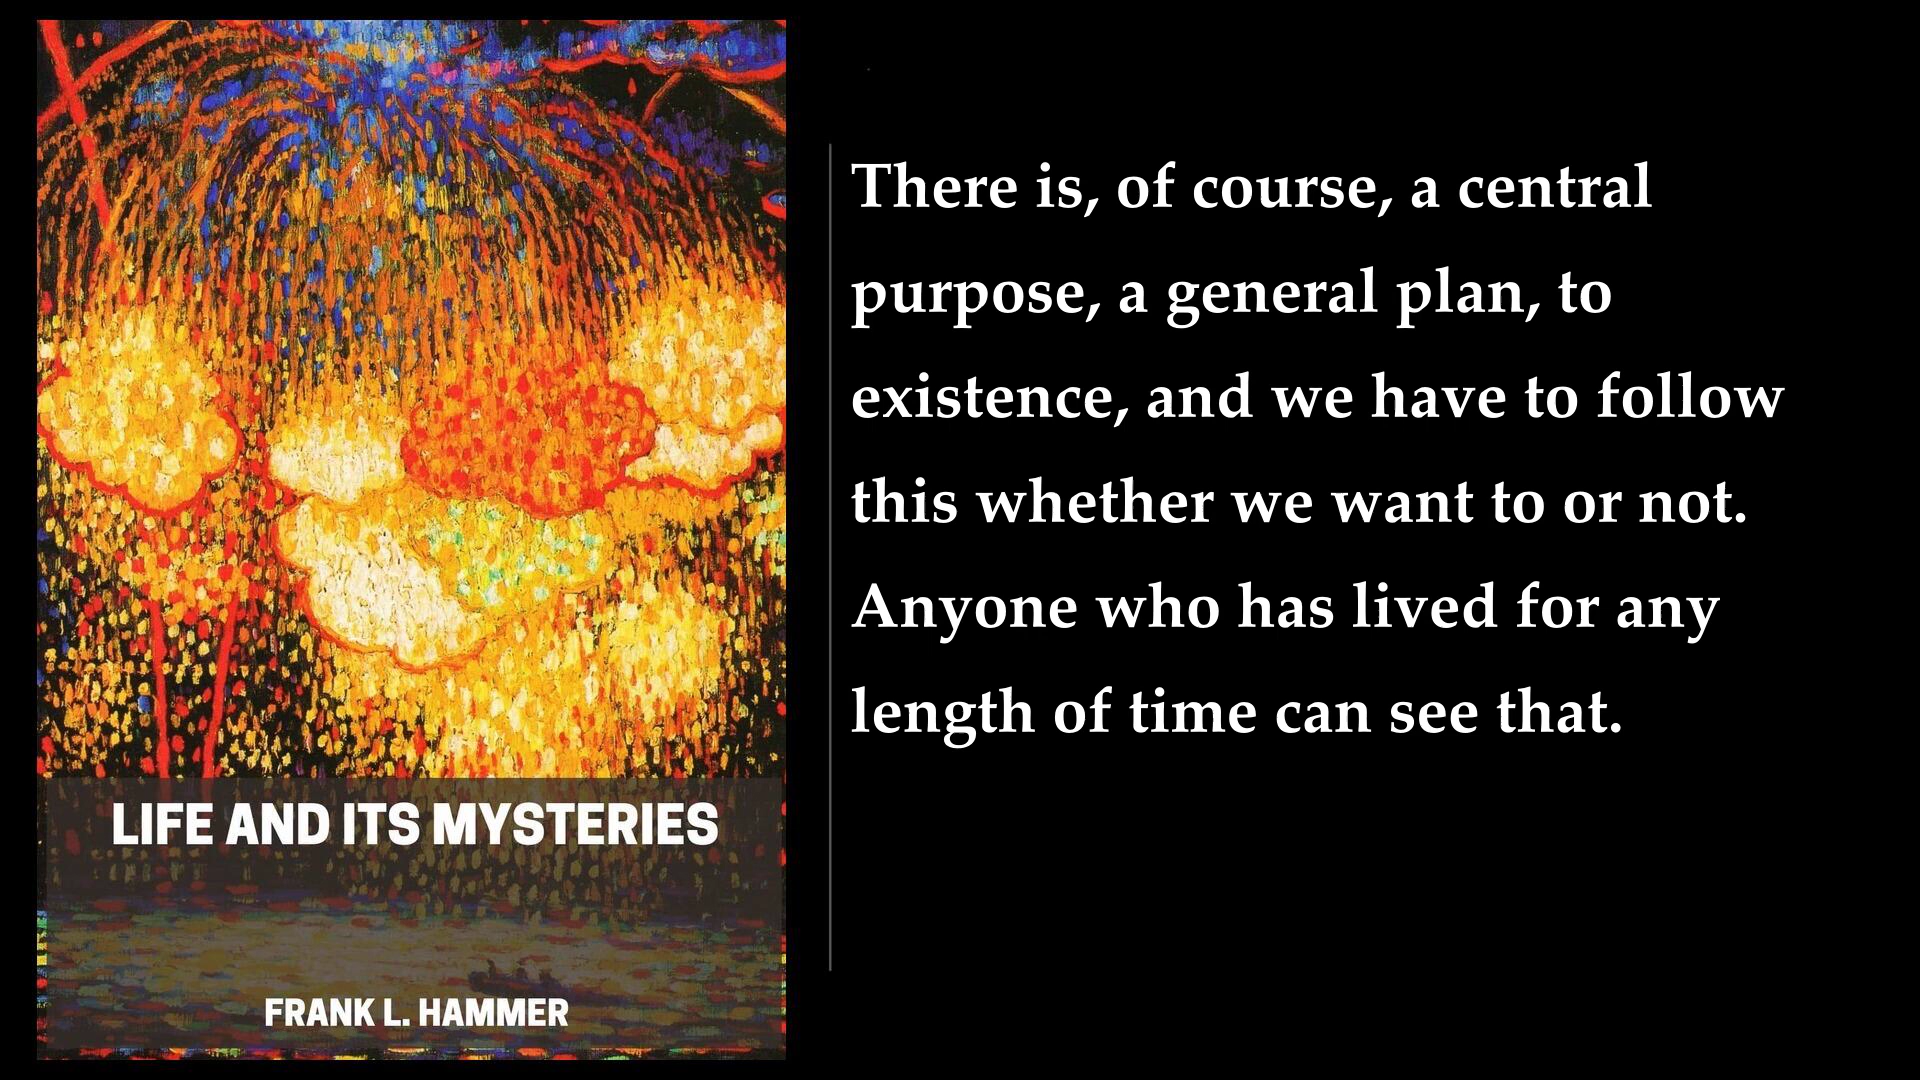 There is, of course, a central
purpose, a general plan, to
existence, and we have to follow
this whether we want to or not.
Anyone who has lived for any
length of time can see that.
LIFE AND ITS MYSTERIES
FRANK L. HAMMER